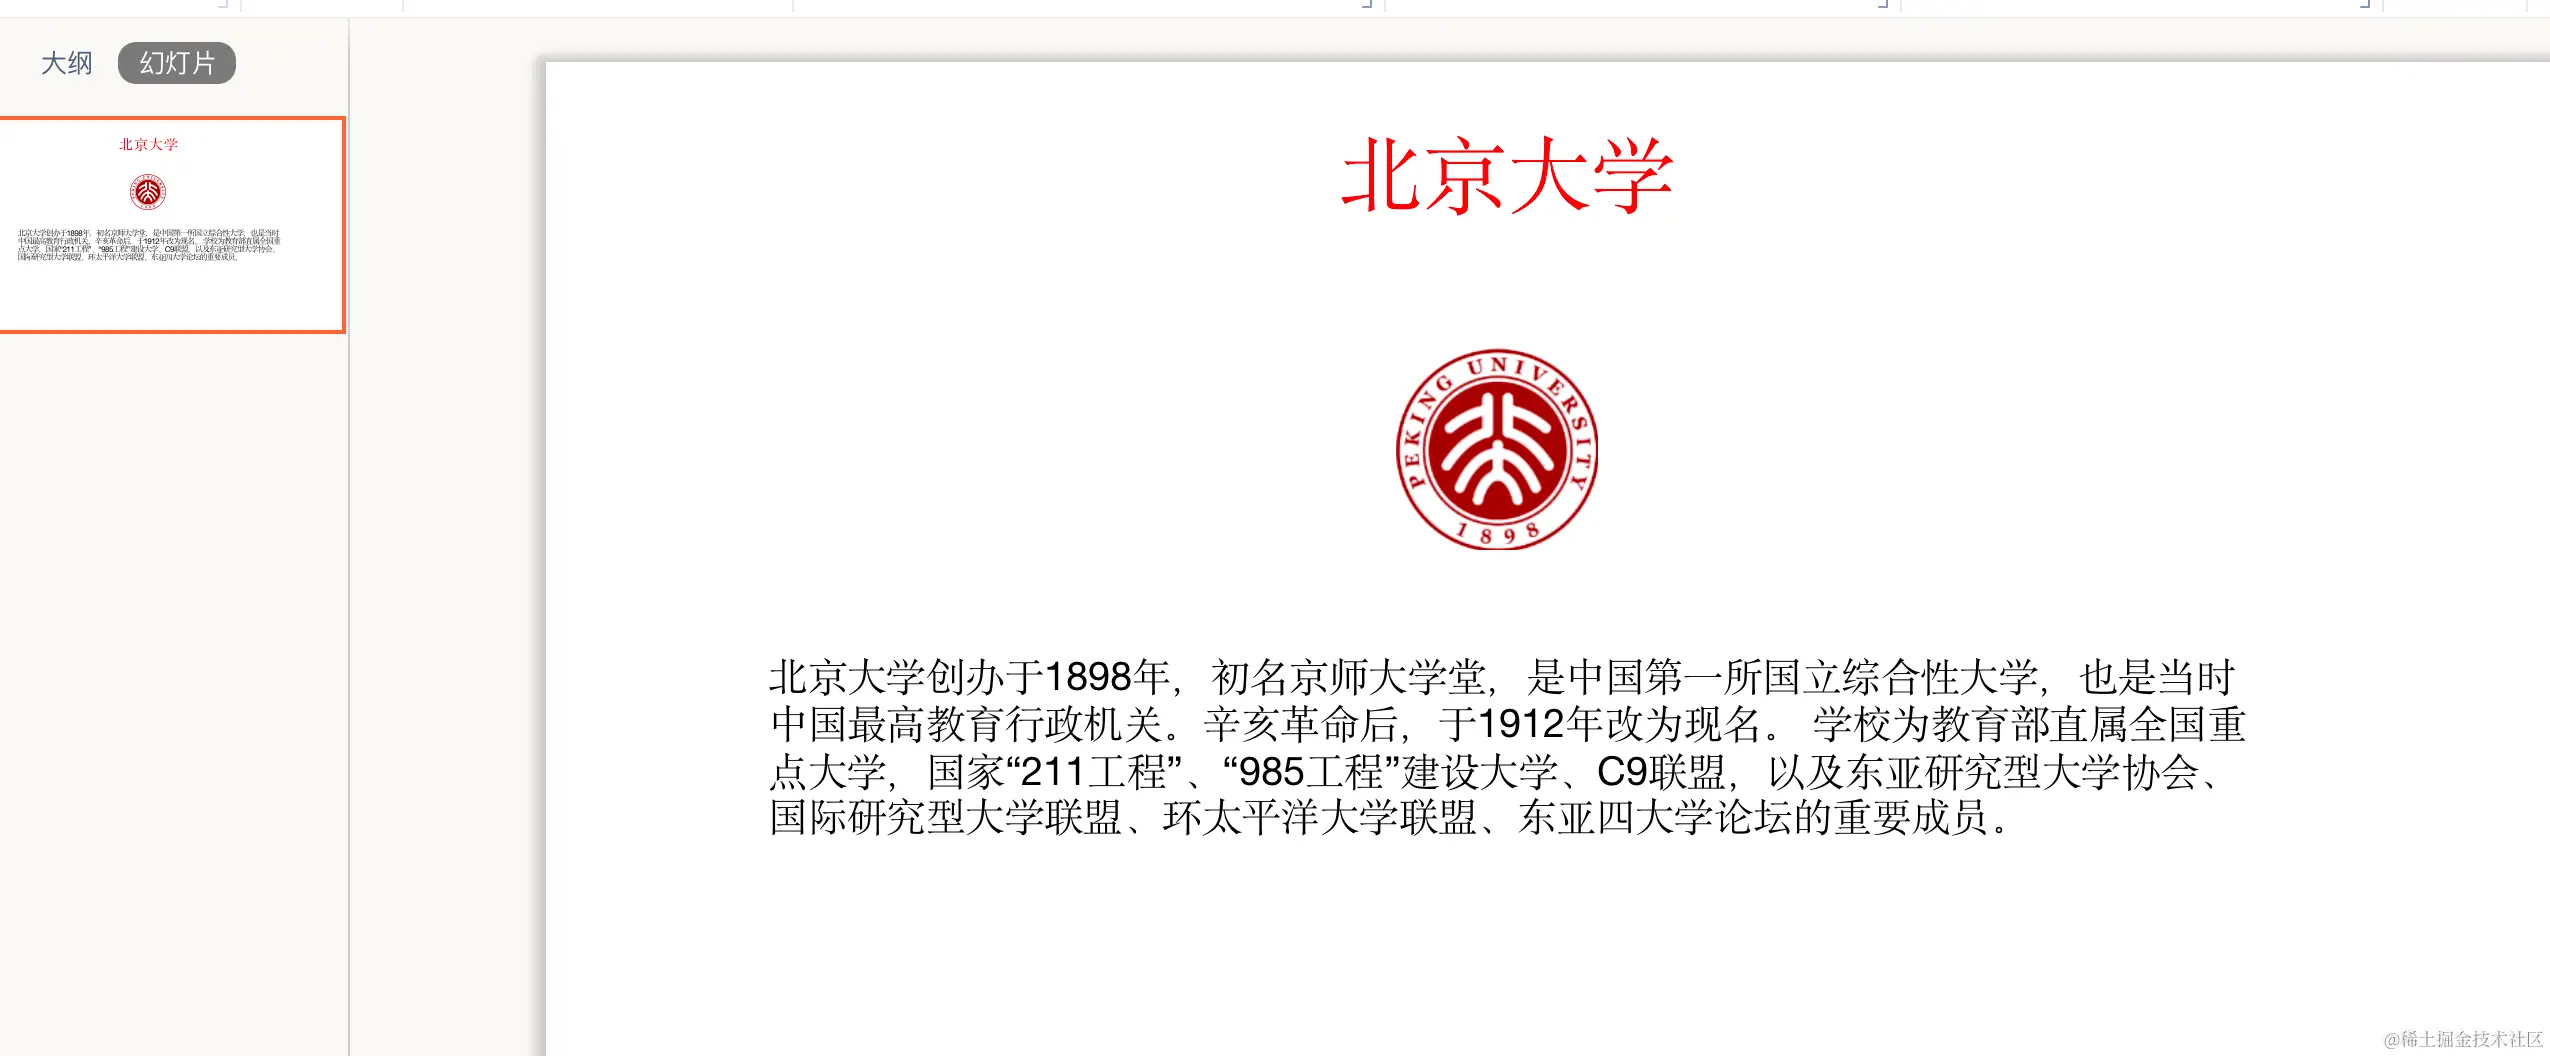 大纲 幻灯片
北京大学
PEKING UNIVERSITY
1898
北京大学创办于1898年，初名京师大学堂，是中国第一所国立综合性大学，也是当时
中国最高教育行政机关。辛亥革命后，于1912年改为现名。 学校为教育部直属全国重
点大学，国家“211工程”、“985工程”建设大学、C9联盟，以及东亚研究型大学协会、
国际研究型大学联盟、环太平洋大学联盟、东亚四大学论坛的重要成员。
北京大学
PEKING UNIVERSITY
1898
北京大学创办于1898年，初名京师大学堂，是中国第一所国立综合性大学，也是当时
中国最高教育行政机关。辛亥革命后，于1912年改为现名。 学校为教育部直属全国重
点大学，国家“211工程”、“985工程”建设大学、C9联盟，以及东亚研究型大学协会、
国际研究型大学联盟、环太平洋大学联盟、东亚四大学论坛的重要成员。
@稀土掘金技术社区